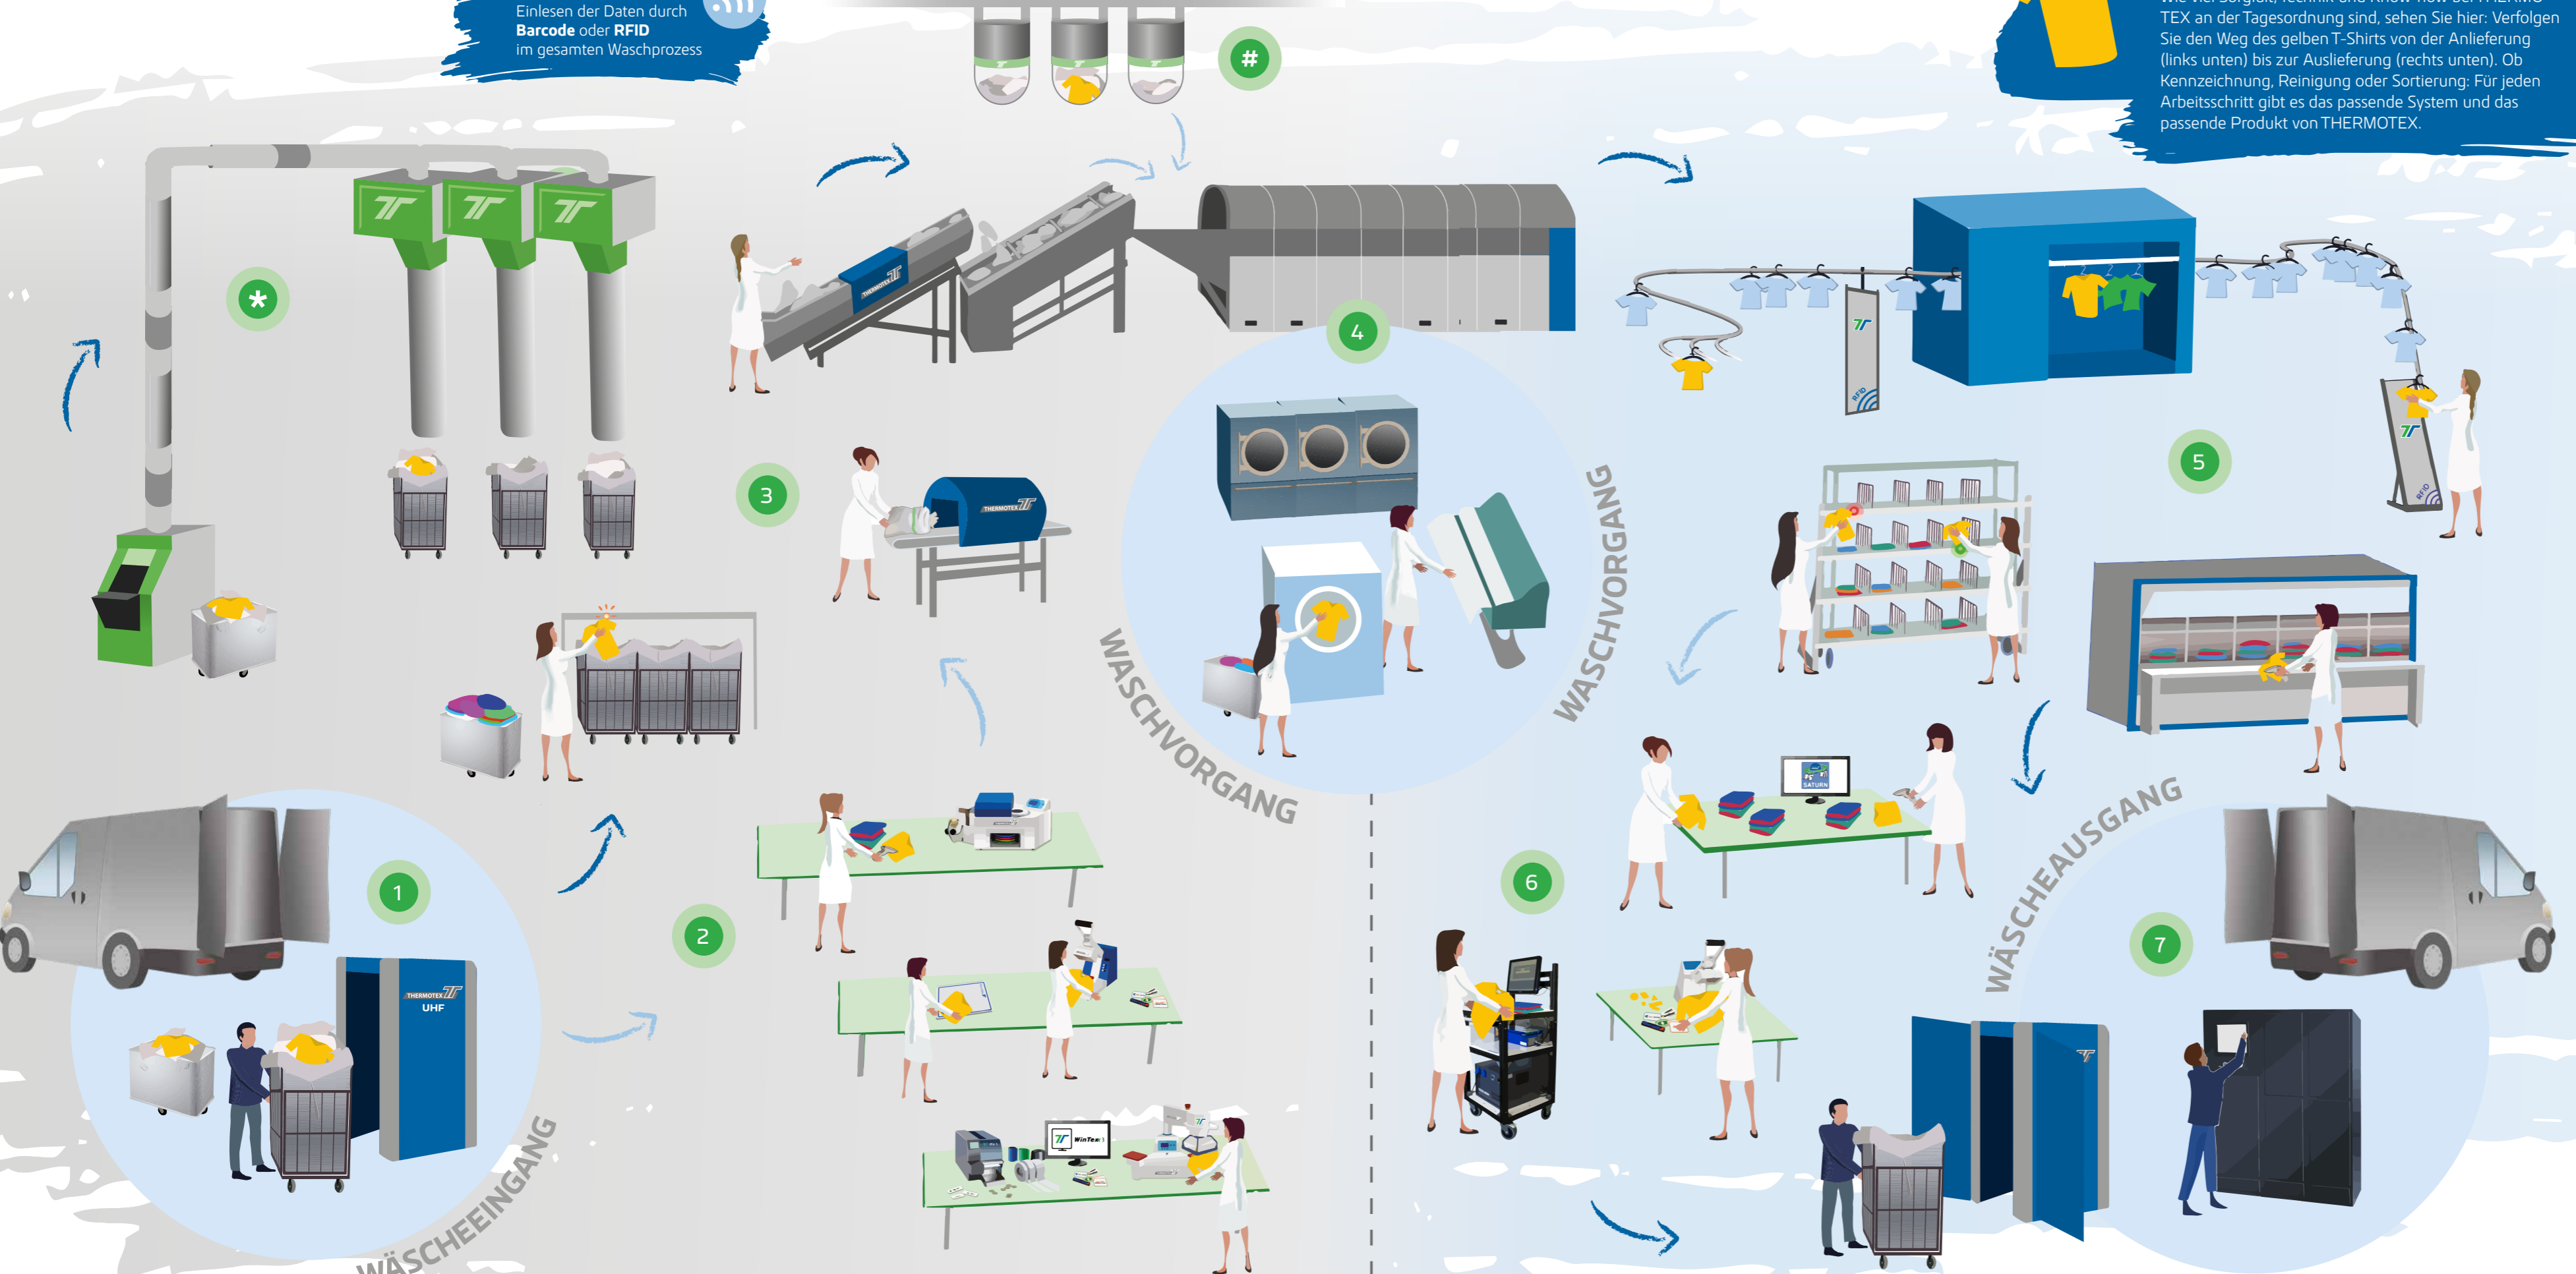 Einlesen der Daten durch
Barcode oder RFID
im gesamten Waschprozess
#
TEX an der Tagesordnung sind, sehen Sie hier: Verfolgen
Sie den Weg des gelben T-Shirts von der Anlieferung
(links unten) bis zur Auslieferung (rechts unten). Ob
Kennzeichnung, Reinigung oder Sortierung: Für jeden
Arbeitsschritt gibt es das passende System und das
passende Produkt von THERMOTEX.
*
THERMOTEX
4
RFID
5
RFID
3
THERMOTEX
WASCHVORGANG
WASCHVORGANG
SATURN
1
2
6
7
WÄSCHEAUSGANG
THERMOTEX
UHF
WinTex
WÄSCHEEINGANG